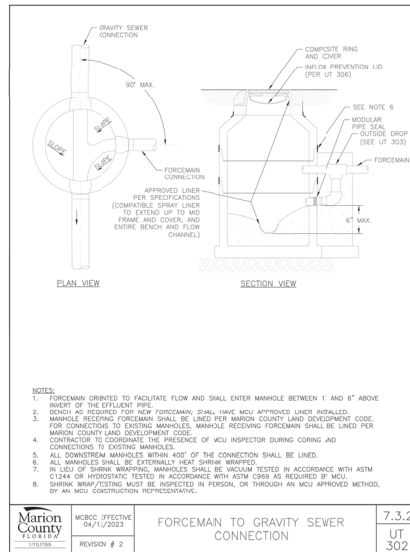 GRAVITY SEWER
CONNECTION
90° MAX.
SLOPE
SLOPE
SLOPE
FORCEMAIN
CONNECTION
PLAN VIEW
COMPOSITE RING
AND COVER
INFLOW PREVENTION LID
(PER UT 306)
SEE NOTE 6
MODULAR
PIPE SEAL
OUTSIDE DROP
(SEE UT 303)
FORCEMAIN
APPROVED LINER
PER SPECIFICATIONS
(COMPATIBLE SPRAY LINER
TO EXTEND UP TO MID
FRAME AND COVER, AND
ENTIRE BENCH AND FLOW
CHANNEL)
6" MAX.
SECTION VIEW
NOTES:
1. FORCEMAIN ORIENTED TO FACILITATE FLOW AND SHALL ENTER MANHOLE BETWEEN 1 AND 6" ABOVE
INVERT OF THE EFFLUENT PIPE.
2. BENCH AS REQUIRED FOR NEW FORCEMAIN; SHALL HAVE MCU APPROVED LINER INSTALLED.
3. MANHOLE RECEIVING FORCEMAIN SHALL BE LINED PER MARION COUNTY LAND DEVELOPMENT CODE.
FOR CONNECTIONS TO EXISTING MANHOLES, MANHOLE RECEIVING FORCEMAIN SHALL BE LINED PER
MARION COUNTY LAND DEVELOPMENT CODE.
4. CONTRACTOR TO COORDINATE THE PRESENCE OF MCU INSPECTOR DURING CORING AND
CONNECTIONS TO EXISTING MANHOLES.
5. ALL DOWNSTREAM MANHOLES WITHIN 400' OF THE CONNECTION SHALL BE LINED.
6. ALL MANHOLES SHALL BE EXTERNALLY HEAT SHRINK WRAPPED.
7. IN LIEU OF SHRINK WRAPPING, MANHOLES SHALL BE VACUUM TESTED IN ACCORDANCE WITH ASTM
C1244 OR HYDROSTATIC TESTED IN ACCORDANCE WITH ASTM C969 AS REQUIRED BY MCU.
8. SHRINK WRAP/TESTING MUST BE INSPECTED IN PERSON, OR THROUGH AN MCU APPROVED METHOD,
BY AN MCU CONSTRUCTION REPRESENTATIVE.
Marion
County
FLORIDA
UTILITIES
MCBCC EFFECTIVE
04/1/2023
REVISION # 2
FORCEMAIN TO GRAVITY SEWER
CONNECTION
7.3.2
UT
302